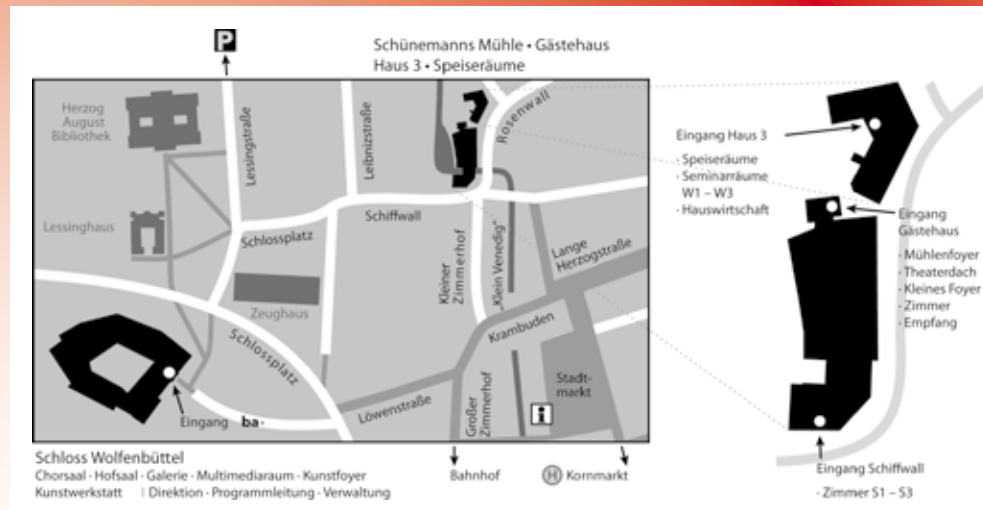 P
Schünemanns Mühle • Gästehaus
Haus 3 • Speiseräume
Herzog
August
Bibliothek
Lessingstraße
Leibnizstraße
Rosenwall
Lessinghaus
Schiffwall
Schlossplatz
Kleiner
Zimmerhof
„Klein Venedig“
Lange
Herzogstraße
Zeughaus
Schlossplatz
Krambuden
Stadt-
markt
Löwenstraße
Großer
Zimmerhof
i
Eingang
ba•
Schloss Wolfenbüttel
Chorsaal · Hofsaal · Galerie · Multimediaraum · Kunstfoyer
Kunstwerkstatt | Direktion · Programmleitung · Verwaltung
Bahnhof
H Kornmarkt
Eingang Haus 3
· Speiseräume
· Seminarräume
W1 – W3
· Hauswirtschaft
Eingang
Gästehaus
· Mühlenfoyer
· Theaterdach
· Kleines Foyer
· Zimmer
· Empfang
Eingang Schiffwall
· Zimmer S1 – S3